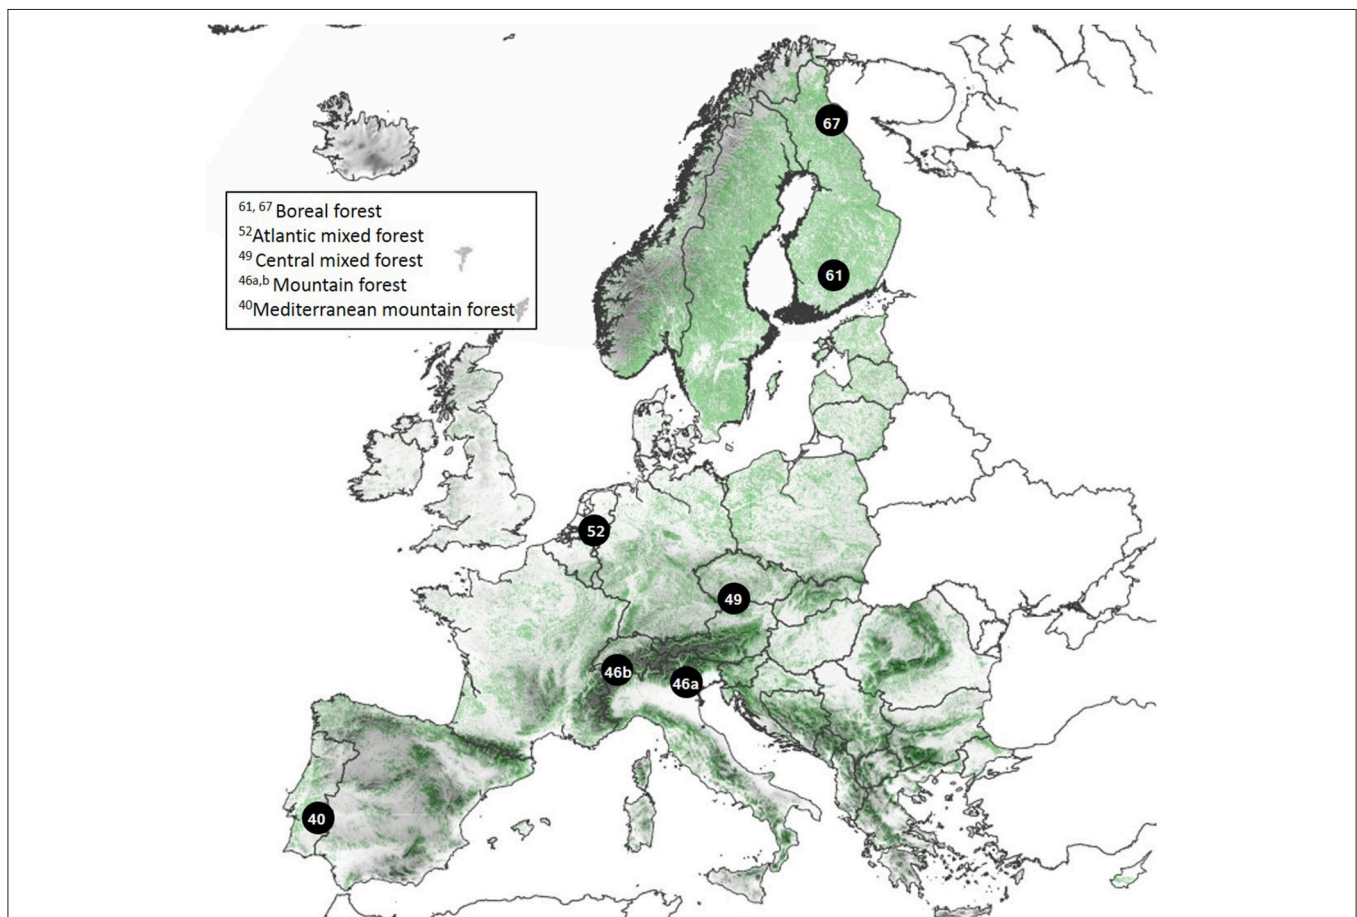 61, 67 Boreal forest
52Atlantic mixed forest
49 Central mixed forest
46a,b Mountain forest
40Mediterranean mountain forest
67
61
52
49
46b
46a
40